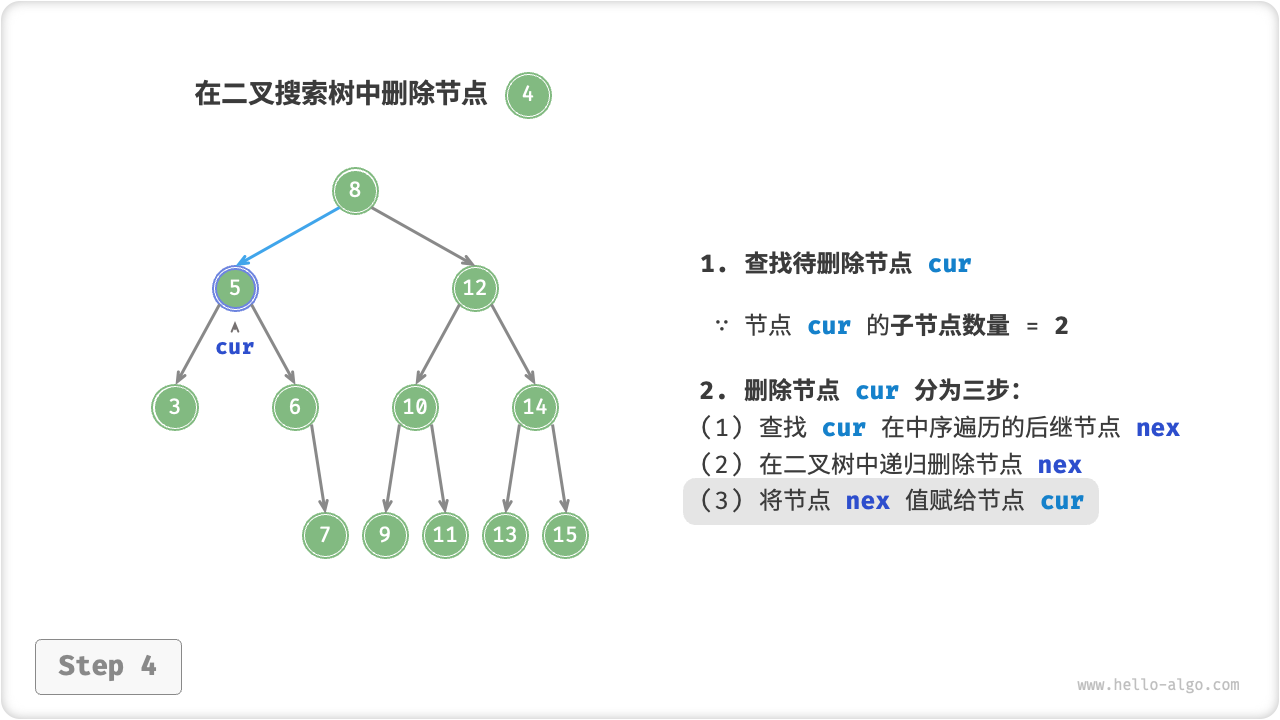 在二叉搜索树中删除节点 4
8
5 12
cur
3 6 10 14
7 9 11 13 15
1. 查找待删除节点 cur
∵ 节点 cur 的子节点数量 = 2
2. 删除节点 cur 分为三步：
(1) 查找 cur 在中序遍历的后继节点 nex
(2) 在二叉树中递归删除节点 nex
(3) 将节点 nex 值赋给节点 cur
Step 4
www.hello-algo.com